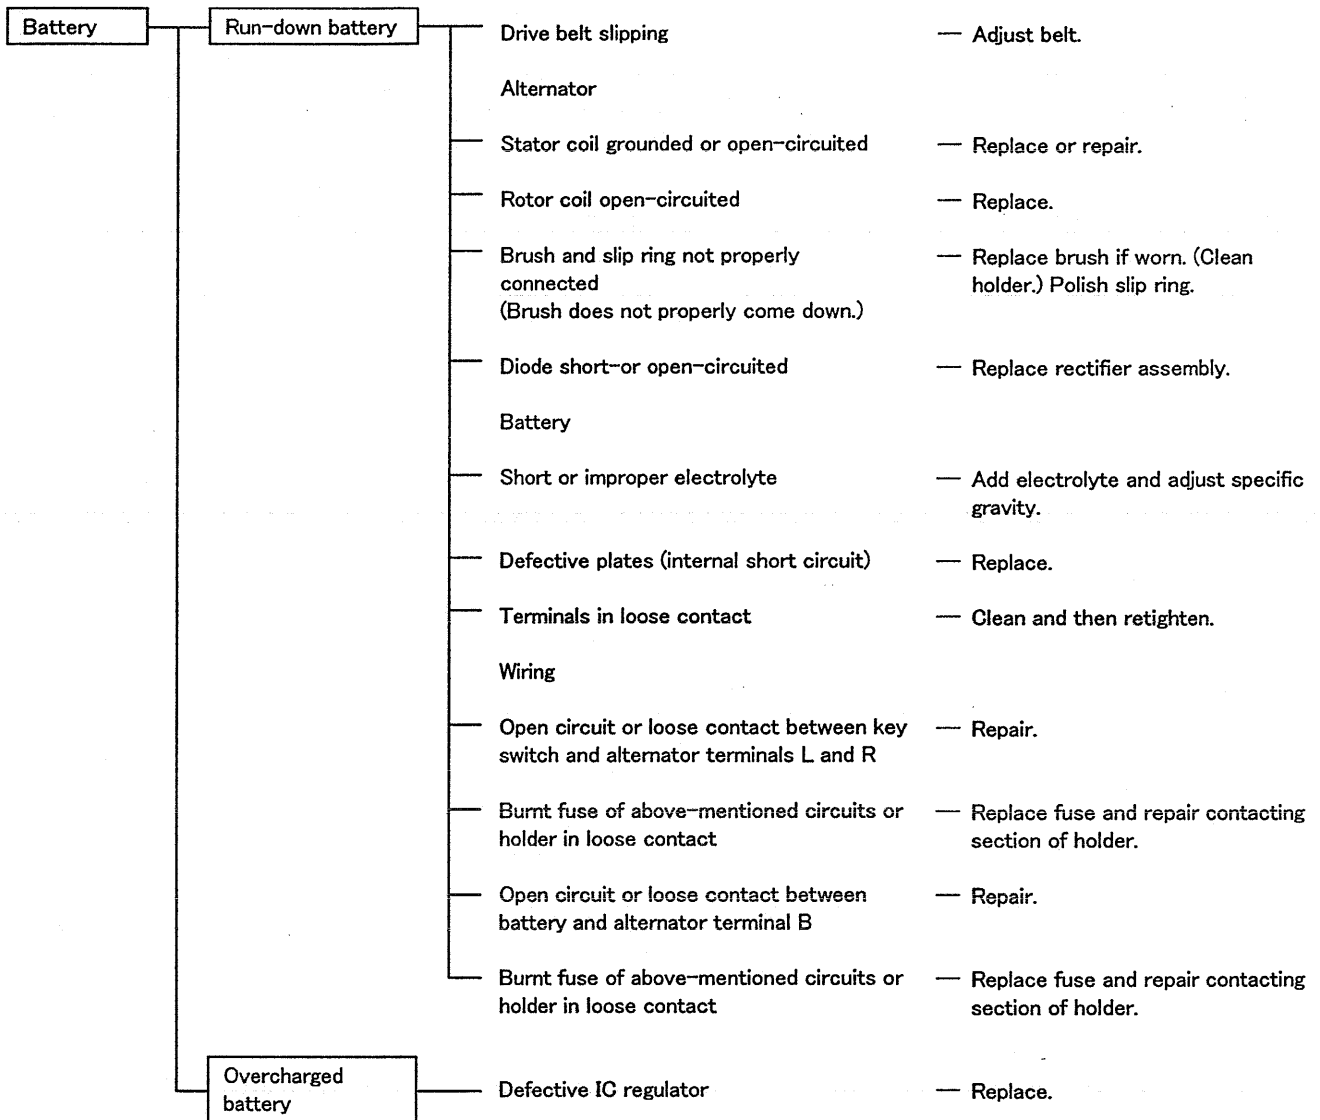 Battery
Run-down battery
Drive belt slipping — Adjust belt.
Alternator
Stator coil grounded or open-circuited — Replace or repair.
Rotor coil open-circuited — Replace.
Brush and slip ring not properly — Replace brush if worn. (Clean
connected holder.) Polish slip ring.
(Brush does not properly come down.)
Diode short-or open-circuited — Replace rectifier assembly.
Battery
Short or improper electrolyte — Add electrolyte and adjust specific
gravity.
Defective plates (internal short circuit) — Replace.
Terminals in loose contact — Clean and then retighten.
Wiring
Open circuit or loose contact between key — Repair.
switch and alternator terminals L and R
Burnt fuse of above-mentioned circuits or — Replace fuse and repair contacting
holder in loose contact section of holder.
Open circuit or loose contact between — Repair.
battery and alternator terminal B
Burnt fuse of above-mentioned circuits or — Replace fuse and repair contacting
holder in loose contact section of holder.
Overcharged
battery
Defective IC regulator — Replace.